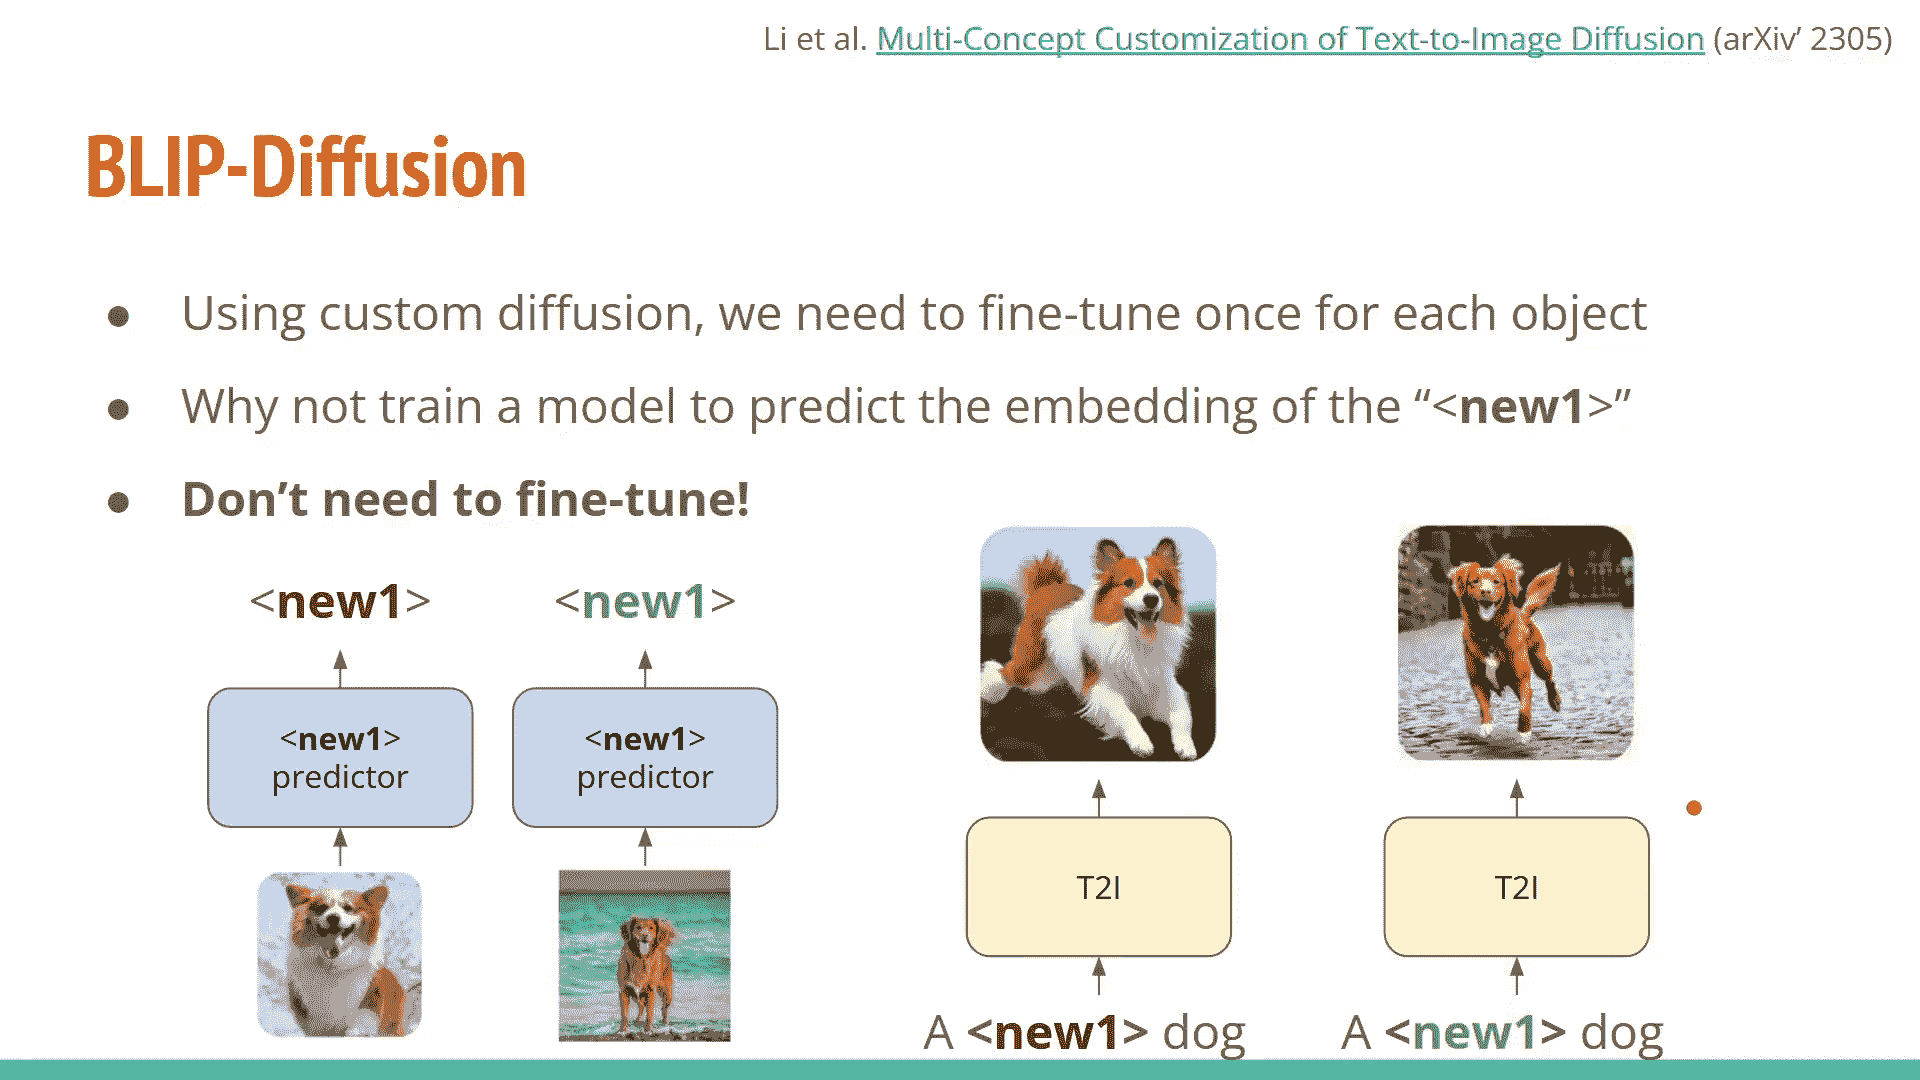 Li et al. Multi-Concept Customization of Text-to-Image Diffusion (arXiv’ 2305)
BLIP-Diffusion
● Using custom diffusion, we need to fine-tune once for each object
● Why not train a model to predict the embedding of the “<new1>”
● Don’t need to fine-tune!
<new1>
<new1>
<new1>
predictor
<new1>
predictor
T2I
T2I
A <new1> dog
A <new1> dog